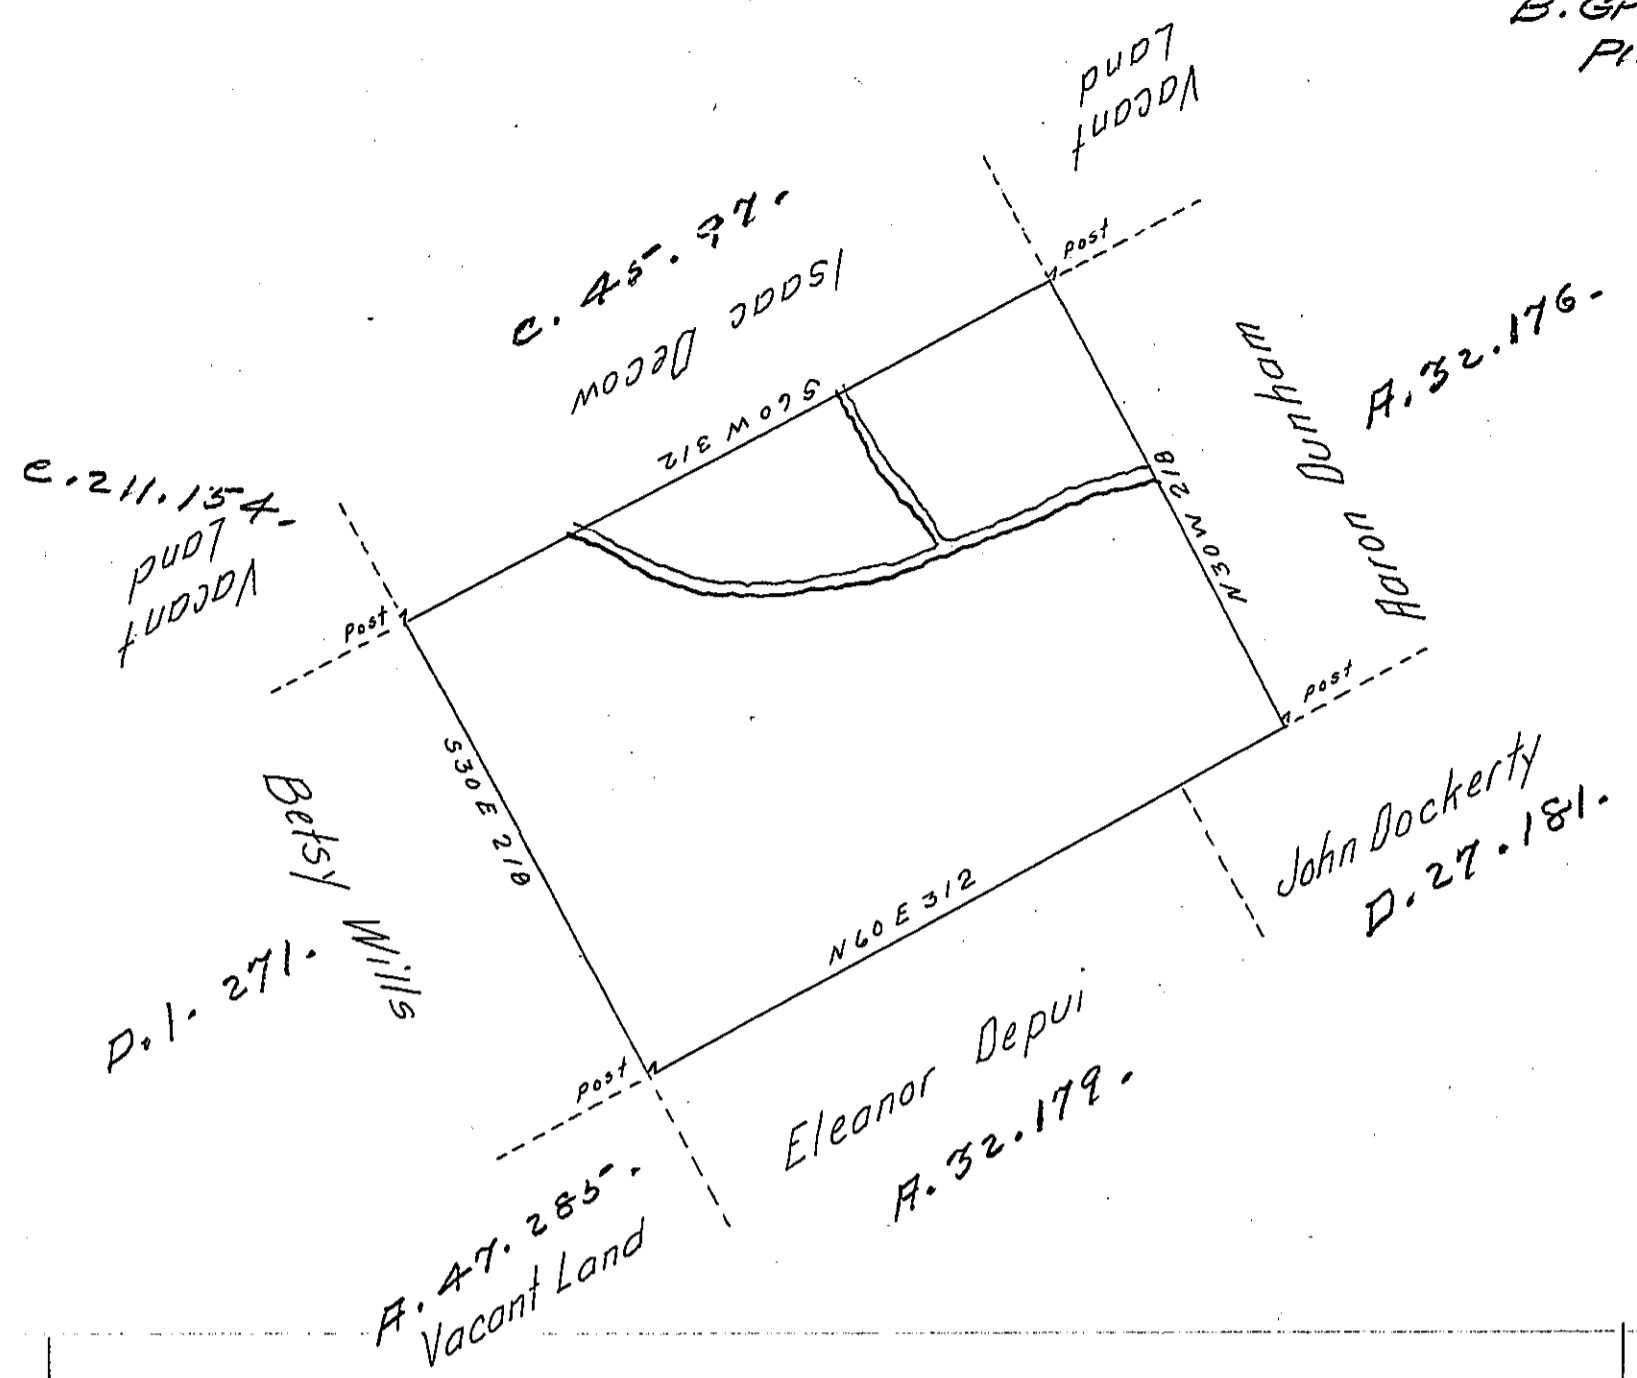 Vacant
Land
post
C. 45. 97.
Isaac Decow
S 60 W 312
Aaron Dunham
A. 32. 176.
N 30 W 218
C. 211. 154.
Vacant
Land
post
S 30 E 218
Betsy Wills
D. 1. 271.
post
John Dockerty
D. 27. 181.
N 60 E 312
Eleanor Depui
A. 32. 179.
post
A. 47. 285.
Vacant Land